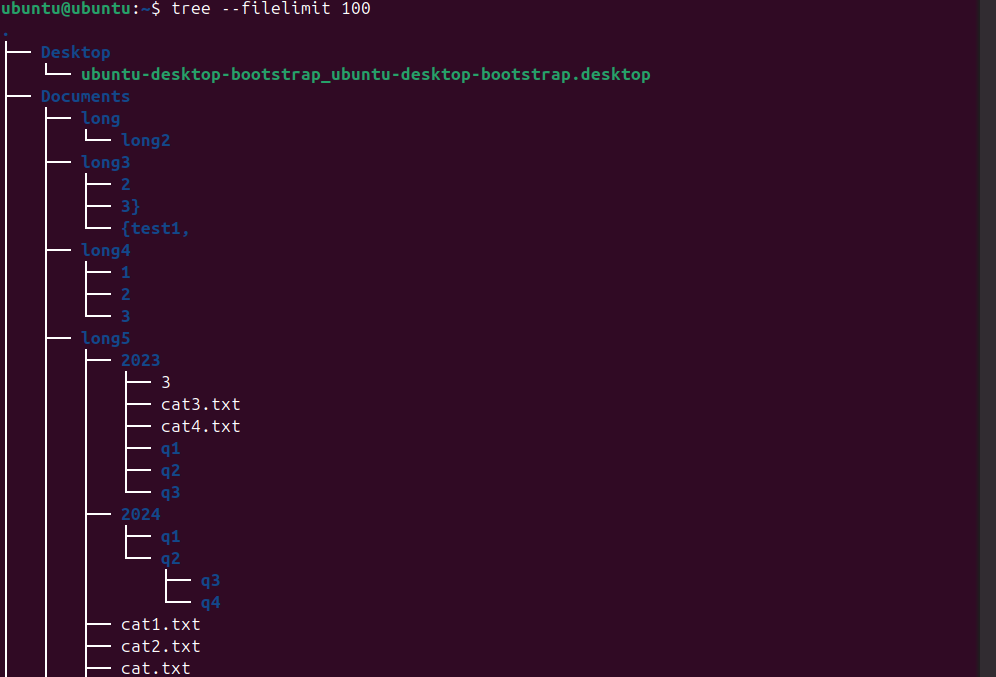 ubuntu@ubuntu:~$ tree --filelimit 100
.
├── Desktop
│   └── ubuntu-desktop-bootstrap_ubuntu-desktop-bootstrap.desktop
├── Documents
│   ├── long
│   │   └── long2
│   ├── long3
│   │   ├── 2
│   │   ├── 3}
│   │   └── {test1,
│   ├── long4
│   │   ├── 1
│   │   ├── 2
│   │   └── 3
│   ├── long5
│   │   ├── 2023
│   │   │   ├── 3
│   │   │   ├── cat3.txt
│   │   │   ├── cat4.txt
│   │   │   ├── q1
│   │   │   ├── q2
│   │   │   └── q3
│   │   ├── 2024
│   │   │   ├── q1
│   │   │   └── q2
│   │   │       ├── q3
│   │   │       └── q4
│   │   ├── cat1.txt
│   │   ├── cat2.txt
│   │   ├── cat.txt